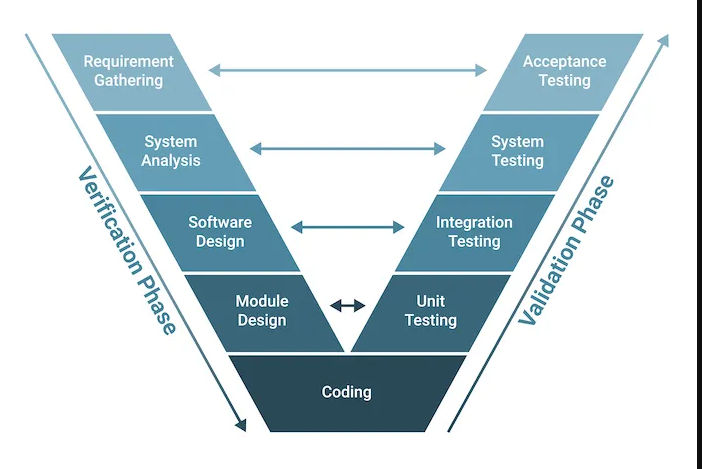 Requirement
Gathering
Acceptance
Testing
System
Analysis
System
Testing
Verification Phase
Validation Phase
Software
Design
Integration
Testing
Module
Design
Unit
Testing
Coding